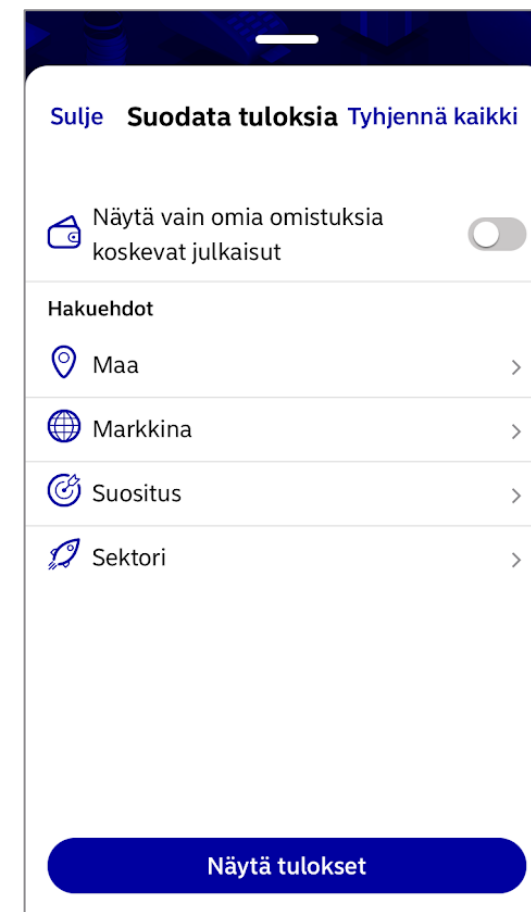 Sulje Suodata tuloksia Tyhjennä kaikki
Näytä vain omia omistuksia
koskevat julkaisut
Hakuehdot
Maa
Markkina
Suositus
Sektori
Näytä tulokset